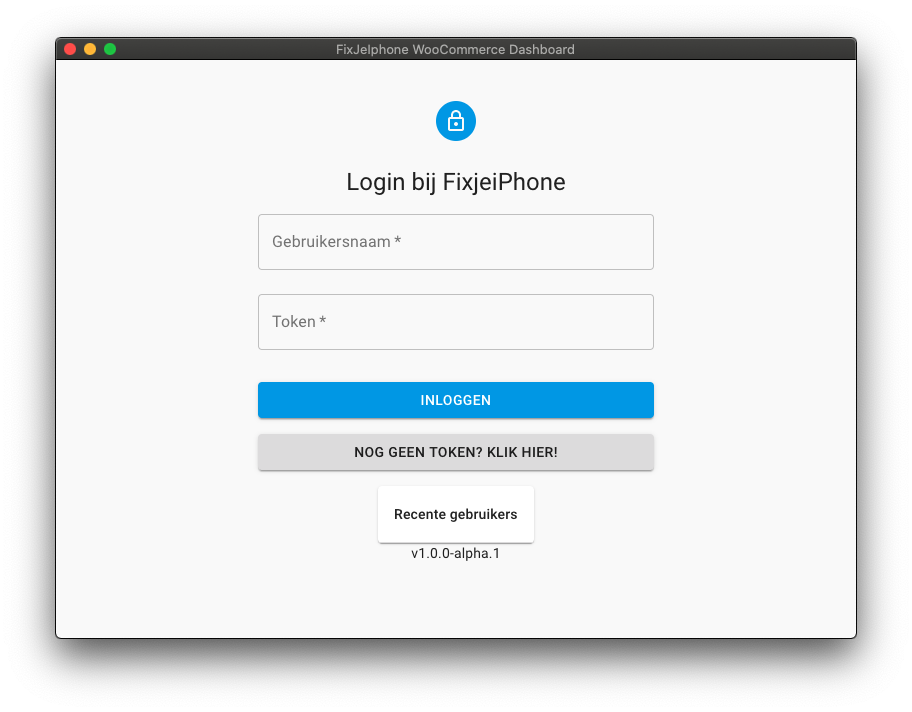 FixJeIphone WooCommerce Dashboard
Login bij FixjeiPhone
Gebruikersnaam *
Token *
INLOGGEN
NOG GEEN TOKEN? KLIK HIER!
Recente gebruikers
v1.0.0-alpha.1